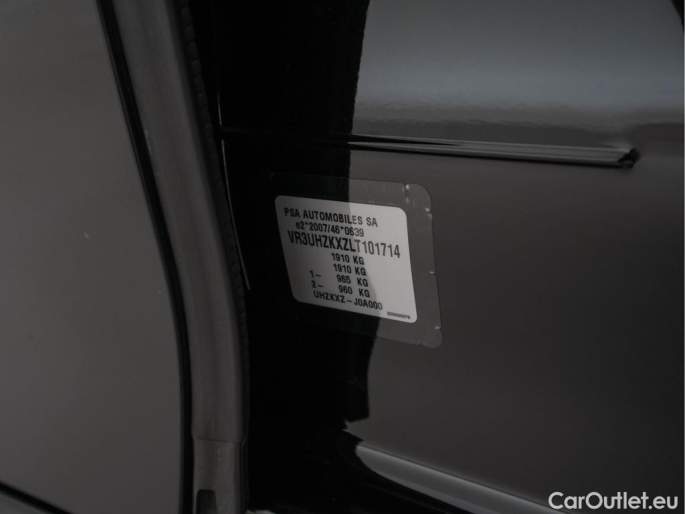 PSA AUTOMOBILES SA
e2*2007/46*0639
VR3UHZKXZLT101714
1910 KG
1910 KG
1– 965 KG
2– 960 KG
UHZKXZ–J0A000
CarOutlet.eu